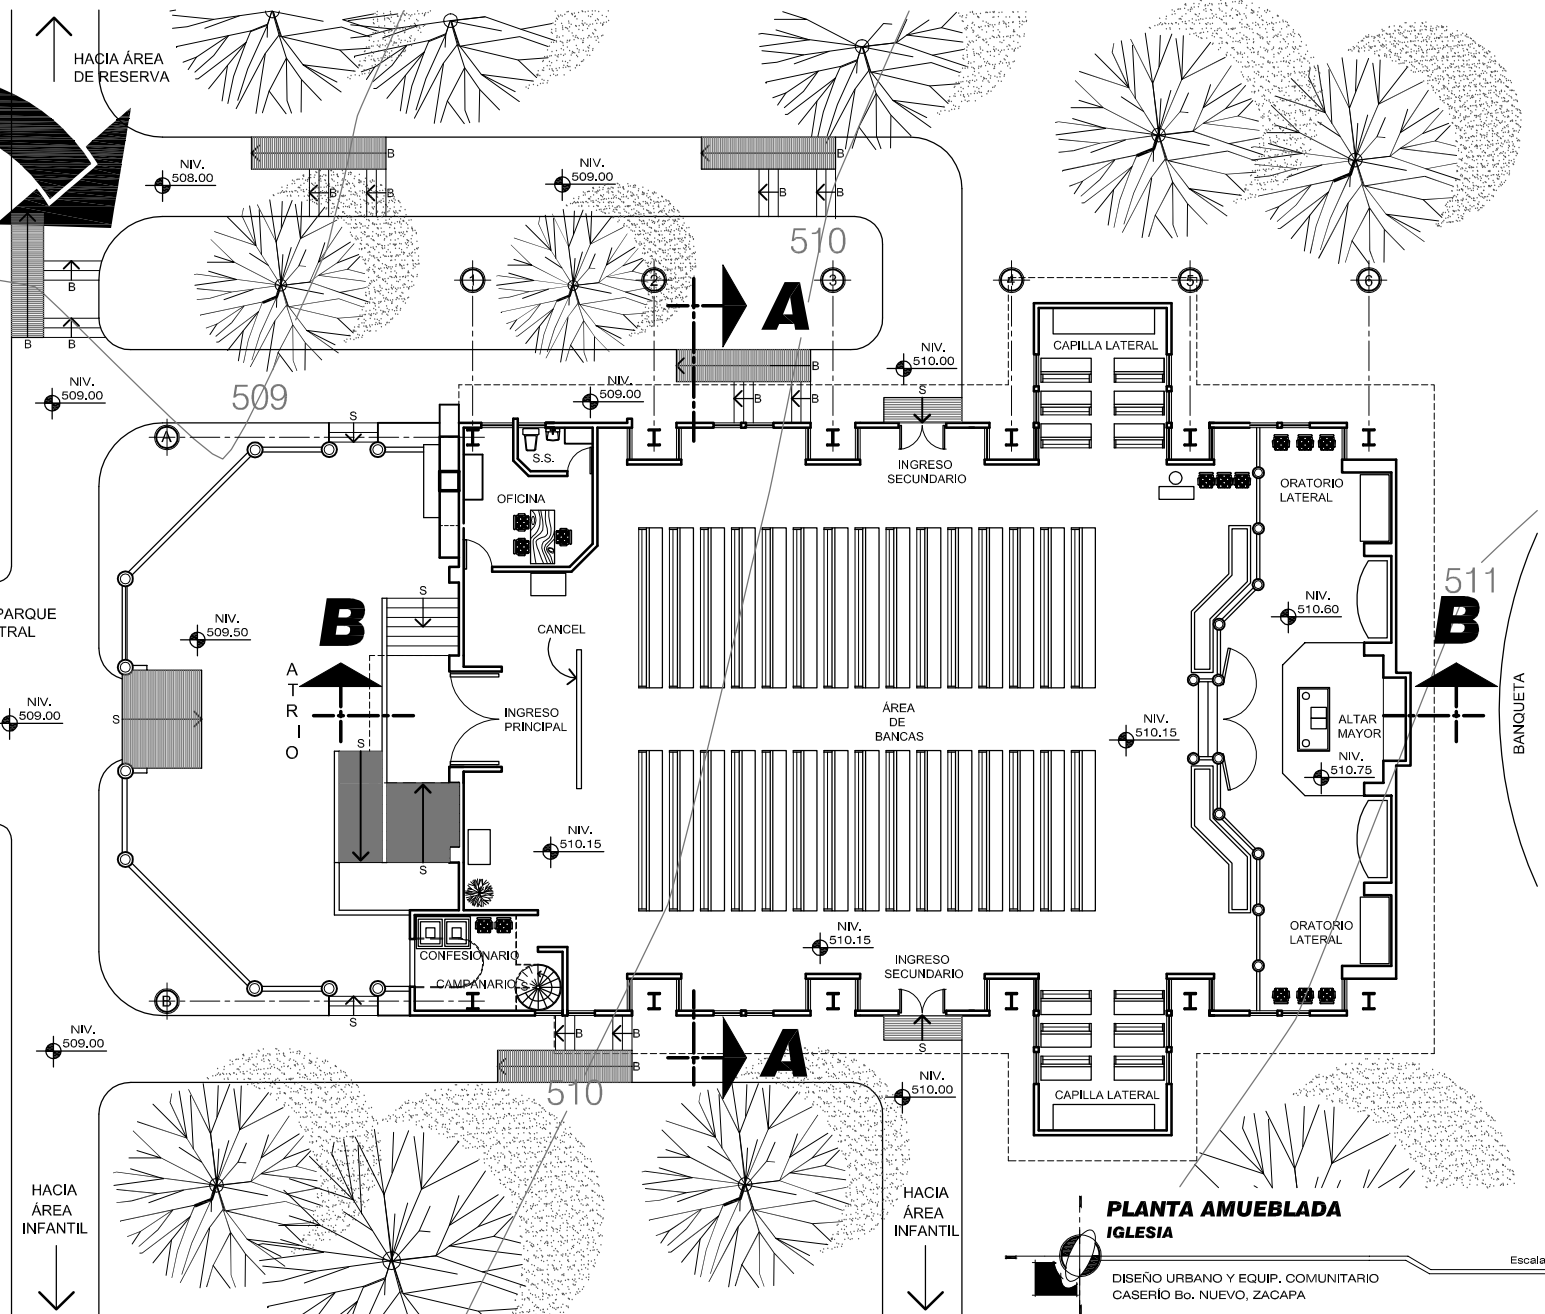 HACIA ÁREA
DE RESERVA
NIV.
508.00
B
B
B
NIV.
509.00
B
B
B
B
B
B
B
509
510
1
2
3
4
5
6
A
CAPILLA LATERAL
NIV.
509.00
NIV.
509.00
NIV.
510.00
B
B
B
S
S
A
S.S.
OFICINA
INGRESO
SECUNDARIO
ORATORIO
LATERAL
511
PARQUE
TRAL
NIV.
509.50
B
S
CANCEL
NIV.
510.60
B
ATRIO
NIV.
509.00
S
INGRESO
PRINCIPAL
ÁREA
DE
BANCAS
NIV.
510.15
ALTAR
MAYOR
NIV.
510.75
BANQUETA
S
S
NIV.
510.15
CONFESIONARIO
CAMPANARIO
S
NIV.
510.15
INGRESO
SECUNDARIO
ORATORIO
LATERAL
B
S
NIV.
509.00
B
B
B
S
510
A
NIV.
510.00
CAPILLA LATERAL
HACIA
ÁREA
INFANTIL
HACIA
ÁREA
INFANTIL
PLANTA AMUEBLADA
IGLESIA
Escala
DISEÑO URBANO Y EQUIP. COMUNITARIO
CASERÍO Bo. NUEVO, ZACAPA